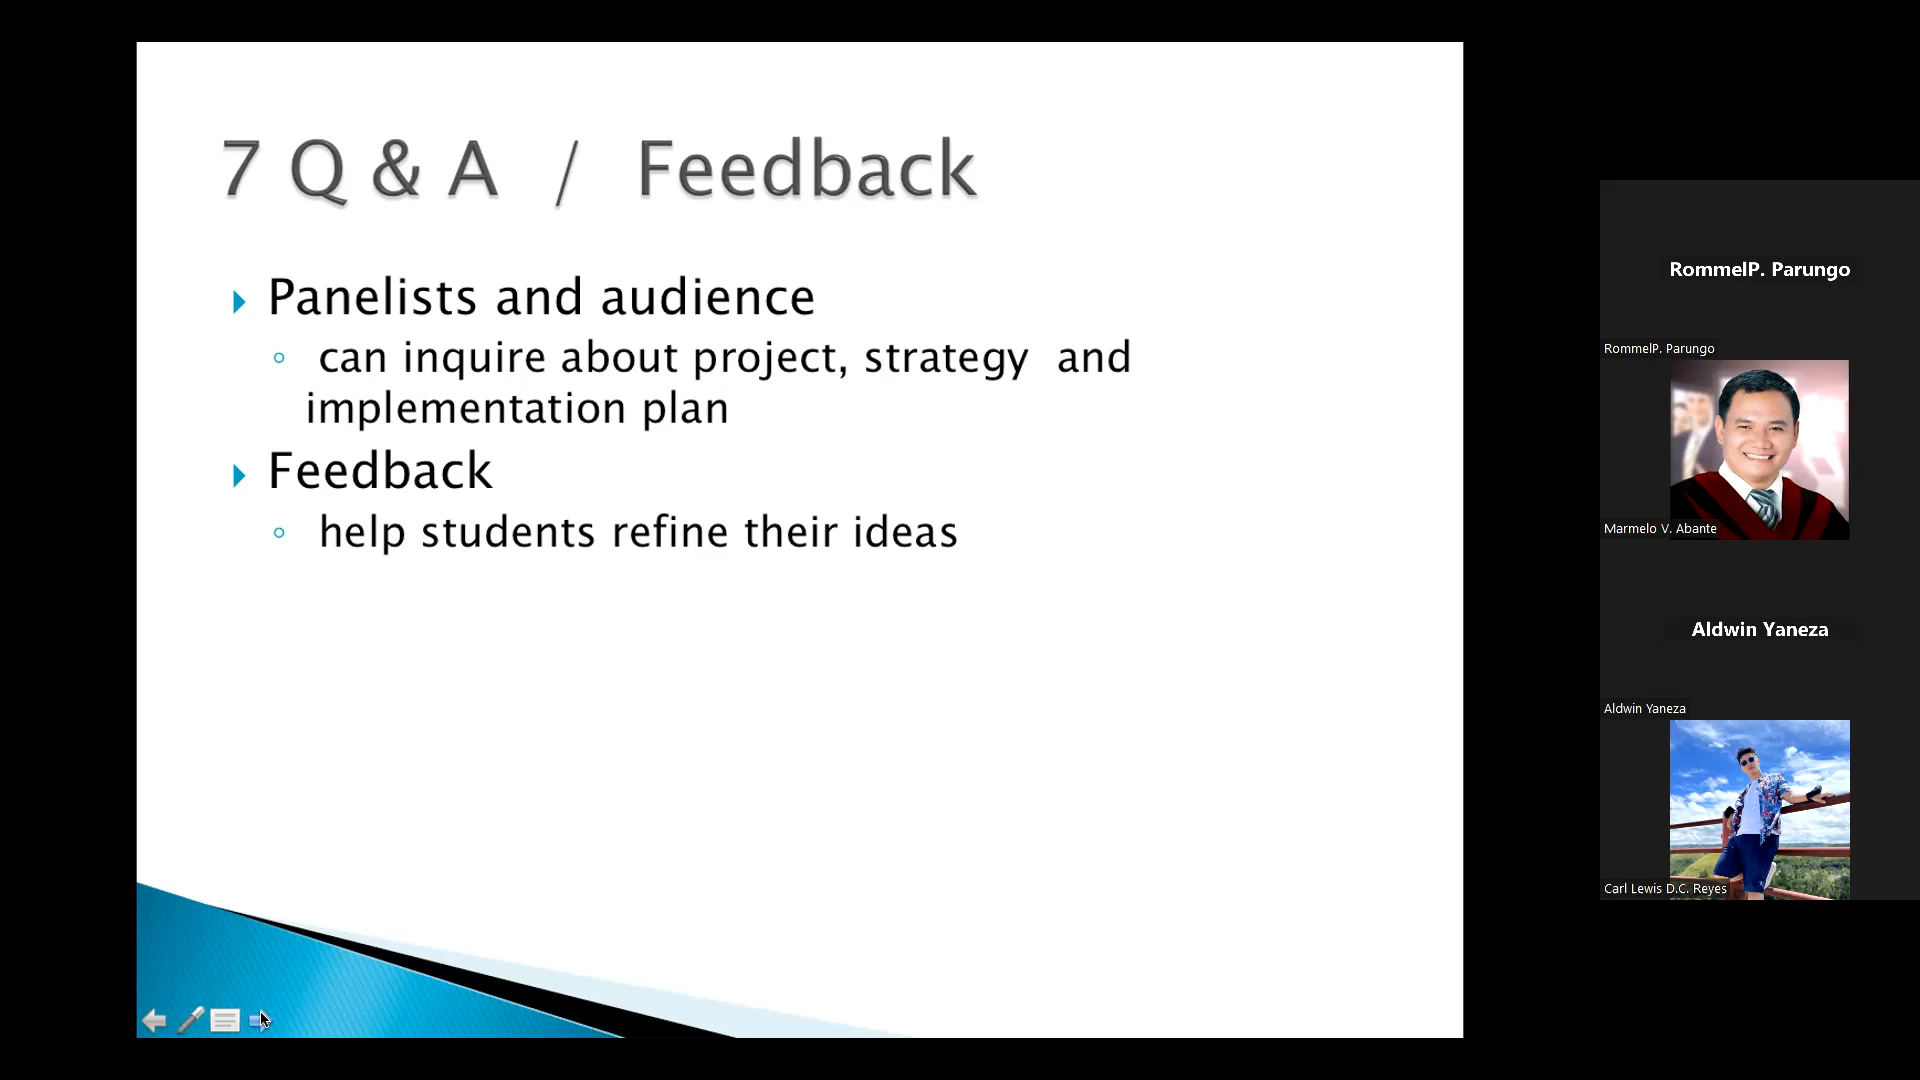 7 Q & A / Feedback
Panelists and audience
can inquire about project, strategy and
implementation plan
Feedback
help students refine their ideas
RommelP. Parungo
RommelP. Parungo
Marmelo V. Abante
Aldwin Yaneza
Aldwin Yaneza
Carl Lewis D.C. Reyes